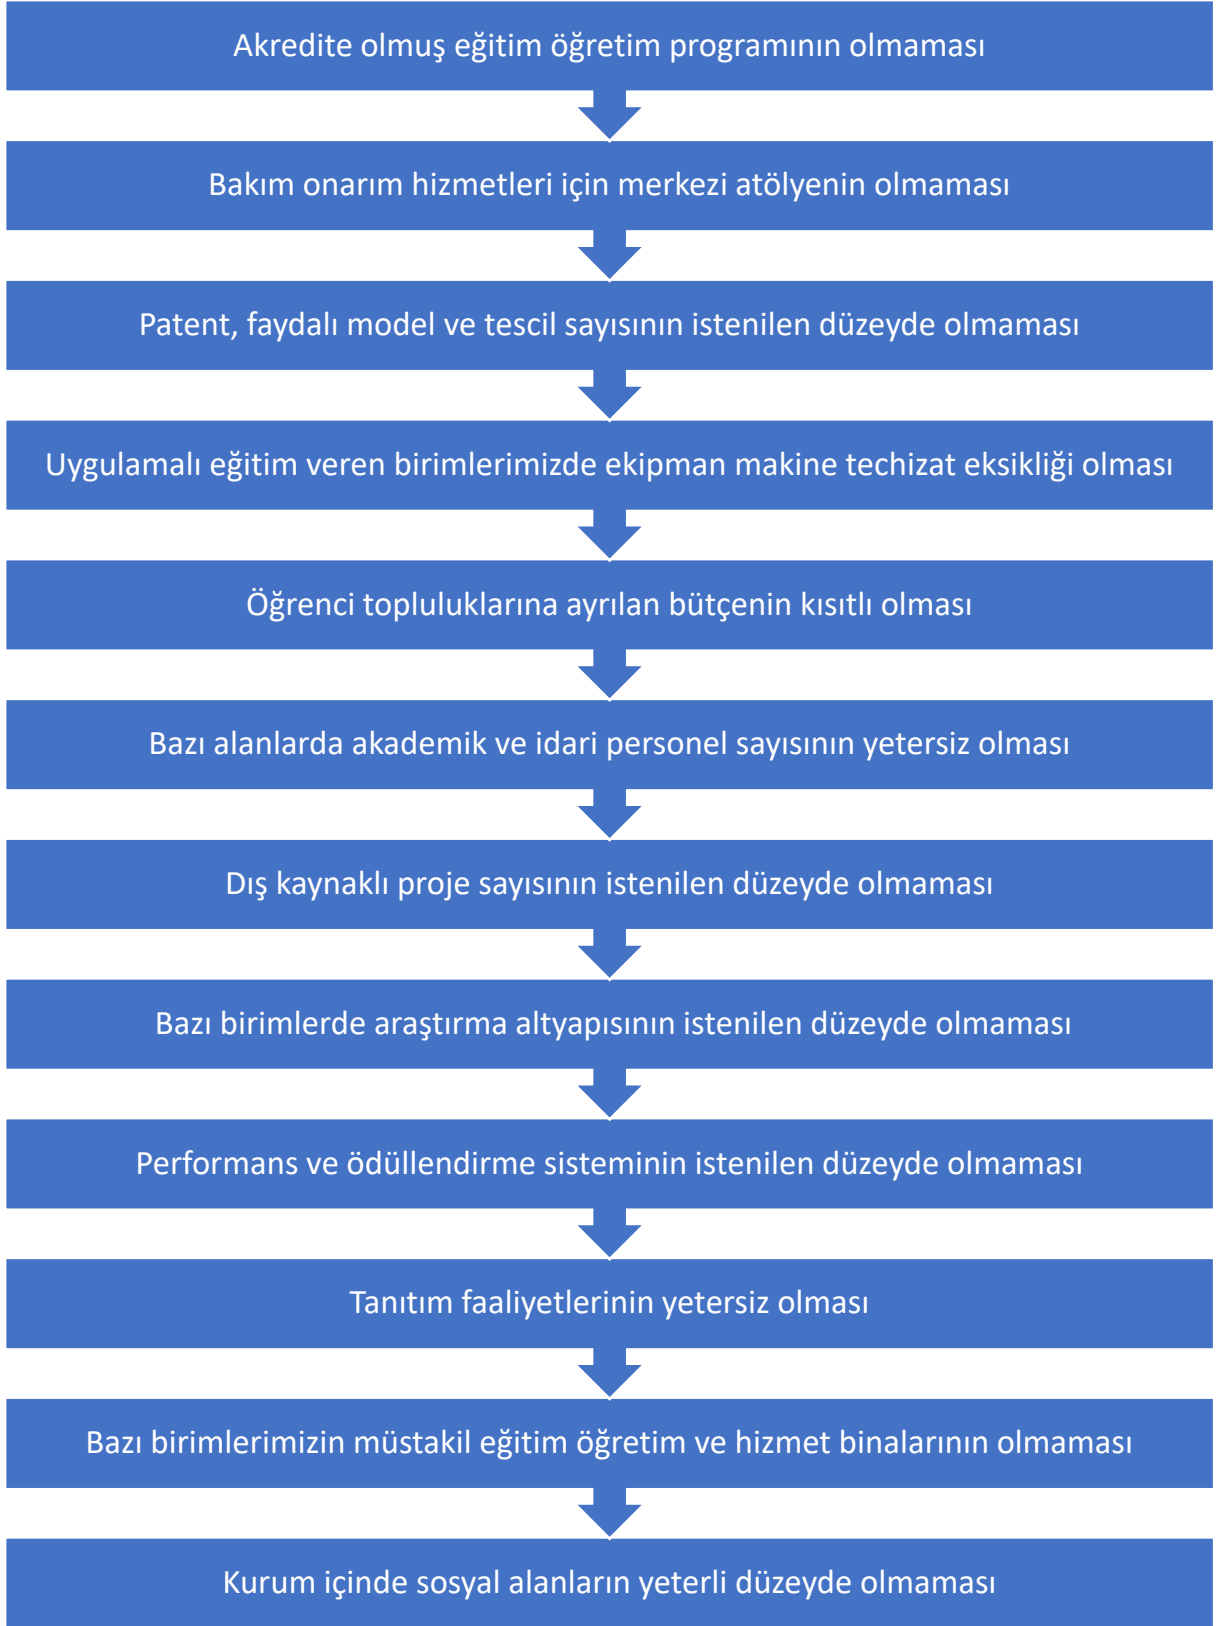 Akredite olmuş eğitim öğretim programının olmaması
Bakım onarım hizmetleri için merkezi atölyenin olmaması
Patent, faydalı model ve tescil sayısının istenilen düzeyde olmaması
Uygulamalı eğitim veren birimlerimizde ekipman makine techizat eksikliği olması
Öğrenci topluluklarına ayrılan bütçenin kısıtlı olması
Bazı alanlarda akademik ve idari personel sayısının yetersiz olması
Dış kaynaklı proje sayısının istenilen düzeyde olmaması
Bazı birimlerde araştırma altyapısının istenilen düzeyde olmaması
Performans ve ödüllendirme sisteminin istenilen düzeyde olmaması
Tanıtım faaliyetlerinin yetersiz olması
Bazı birimlerimizin müstakil eğitim öğretim ve hizmet binalarının olmaması
Kurum içinde sosyal alanların yeterli düzeyde olmaması